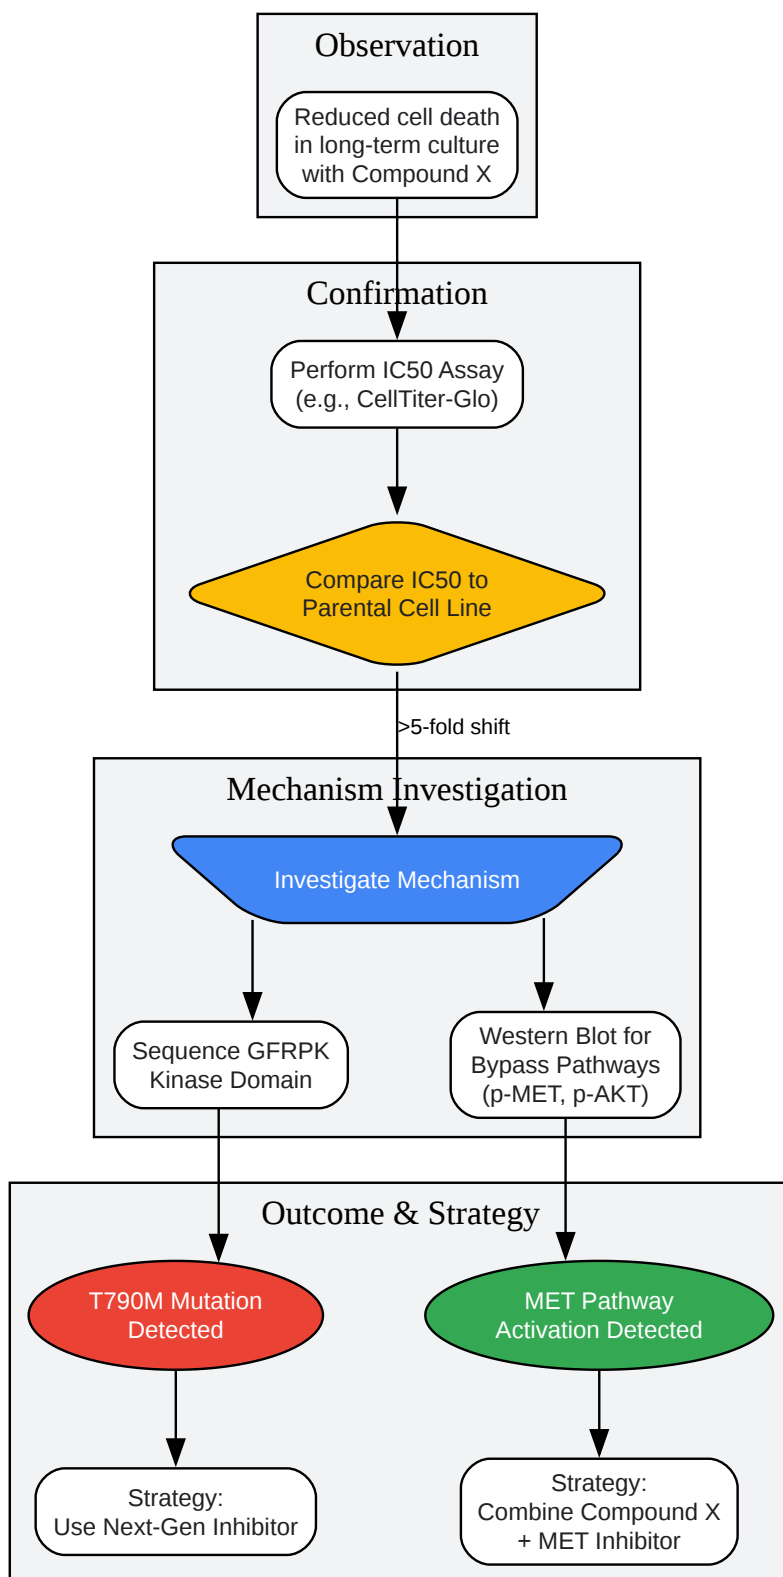 Observation
Reduced cell death
in long-term culture
with Compound X
Confirmation
Perform IC50 Assay
(e.g., CellTiter-Glo)
Compare IC50 to
Parental Cell Line
>5-fold shift
Mechanism Investigation
Investigate Mechanism
Sequence GFRPK
Kinase Domain
Western Blot for
Bypass Pathways
(p-MET, p-AKT)
Outcome & Strategy
T790M Mutation
Detected
MET Pathway
Activation Detected
Strategy:
Use Next-Gen Inhibitor
Strategy:
Combine Compound X
+ MET Inhibitor